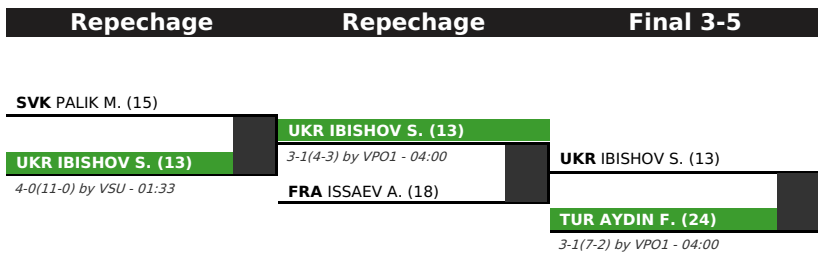 Repechage
Repechage
Final 3-5
SVK PALIK M. (15)
UKR IBISHOV S. (13)
4-0(11-0) by VSU - 01:33
UKR IBISHOV S. (13)
3-1(4-3) by VPO1 - 04:00
FRA ISSAEV A. (18)
UKR IBISHOV S. (13)
TUR AYDIN F. (24)
3-1(7-2) by VPO1 - 04:00